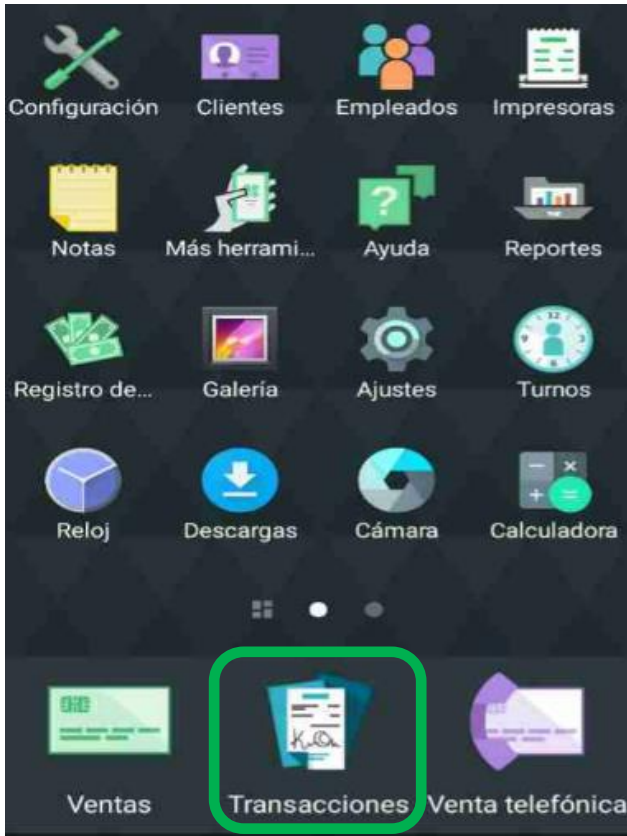 Configuración
Clientes
Empleados
Impresoras
Notas
Más herrami...
Ayuda
Reportes
Registro de...
Galería
Ajustes
Turnos
Reloj
Descargas
Cámara
Calculadora
Ventas
Transacciones
Venta telefónica